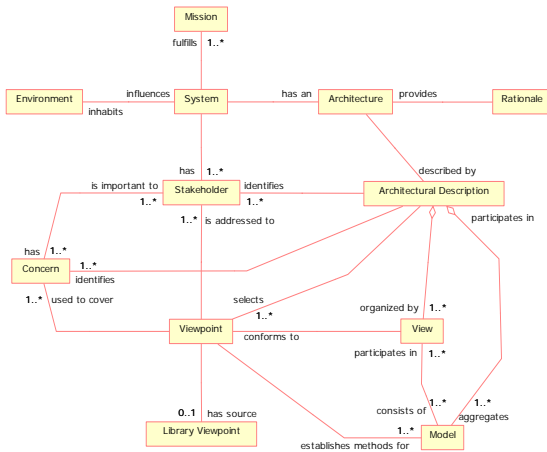 Mission
fulfills
1..*
Environment
influences
inhabits
System
has an
Architecture
provides
Rationale
has
1..*
described by
is important to
1..*
Stakeholder
identifies
1..*
Architectural Description
1..*
is addressed to
participates in
has
1..*
Concern
1..*
identifies
1..*
used to cover
selects
1..*
organized by
1..*
Viewpoint
conforms to
View
participates in
1..*
0..1
has source
consis of
1..*
1..*
aggregates
Library Viewpoint
1..*
establishes methods for
Model